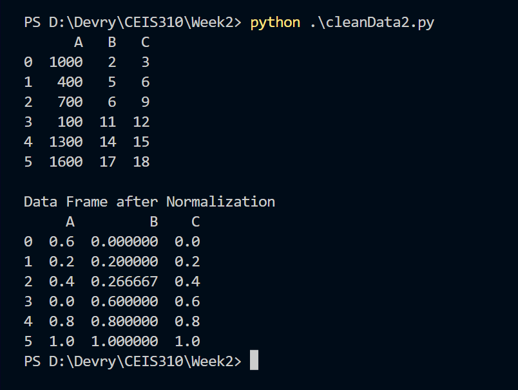 PS D:\Devry\CEIS310\Week2> python .\cleanData2.py
      A   B   C
0  1000   2   3
1   400   5   6
2   700   6   9
3   100  11  12
4  1300  14  15
5  1600  17  18

Data Frame after Normalization
     A         B    C
0  0.6  0.000000  0.0
1  0.2  0.200000  0.2
2  0.4  0.266667  0.4
3  0.0  0.600000  0.6
4  0.8  0.800000  0.8
5  1.0  1.000000  1.0
PS D:\Devry\CEIS310\Week2>